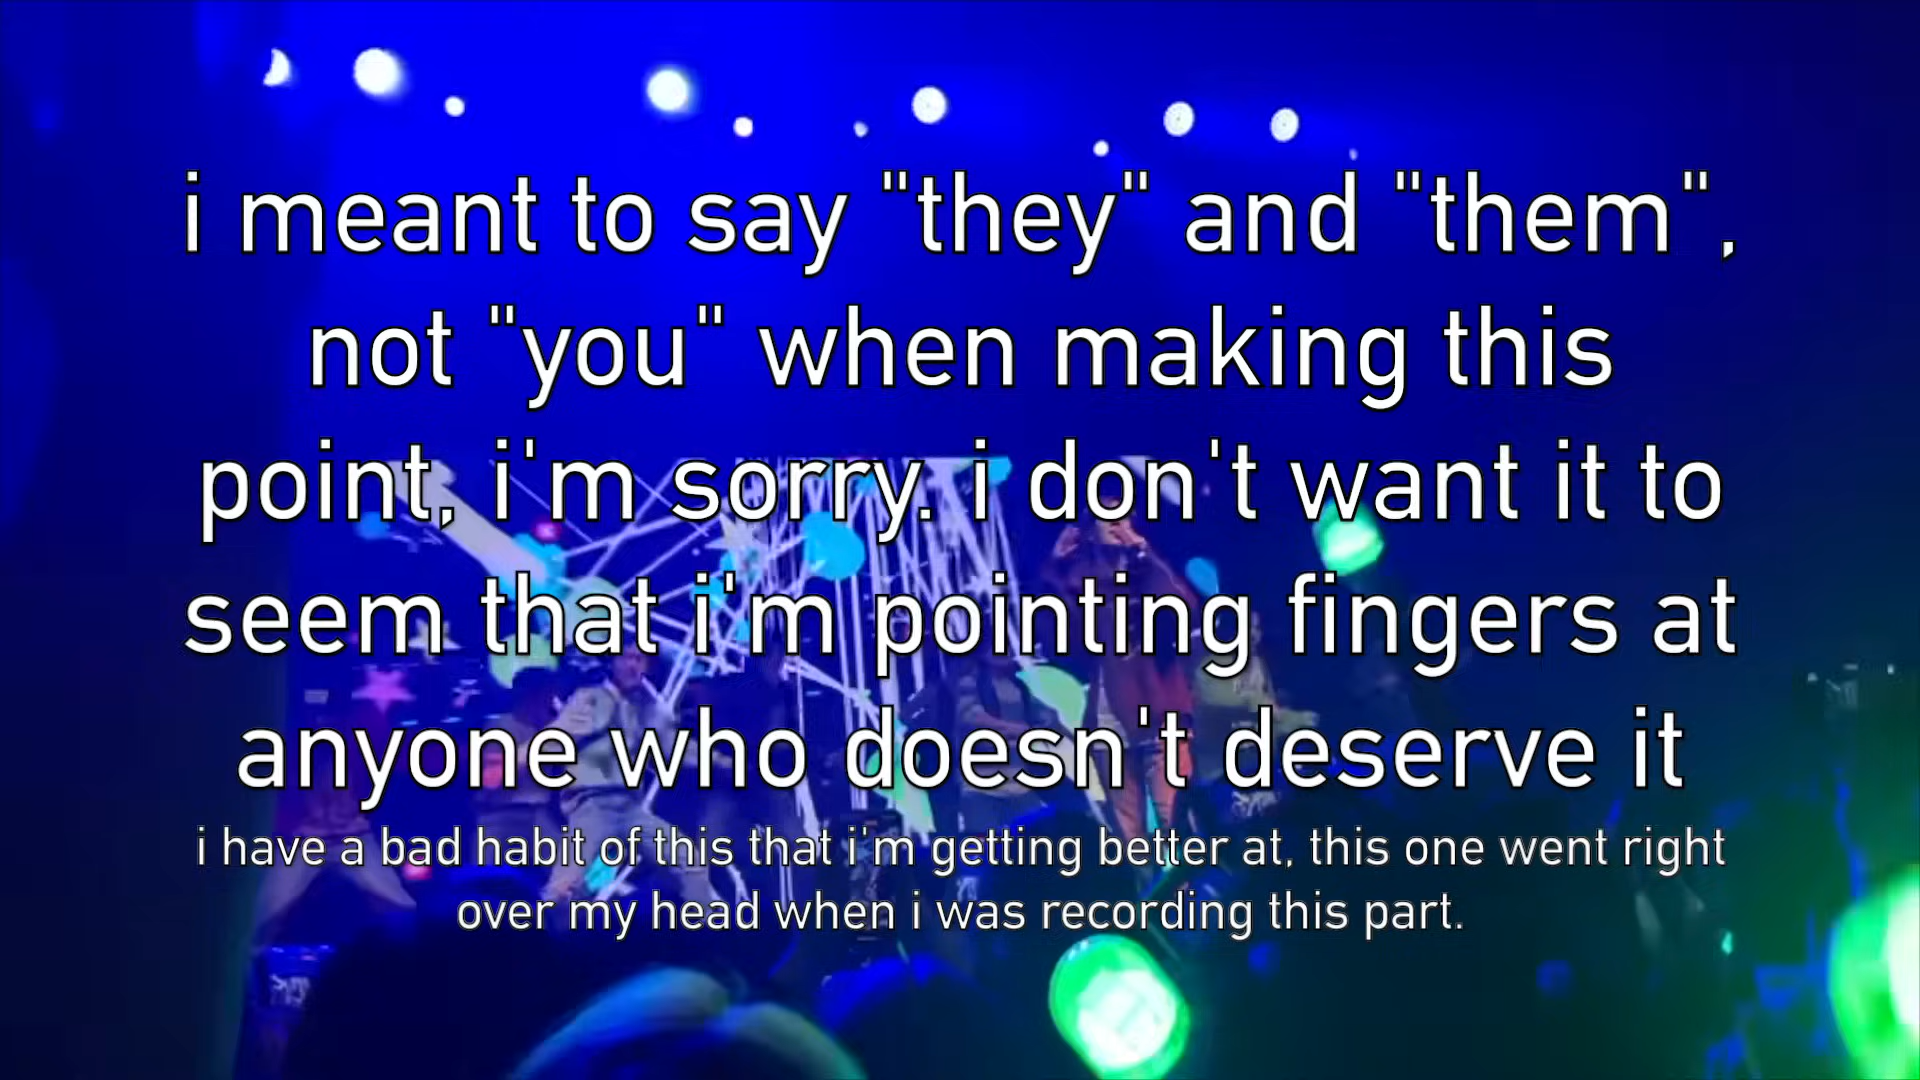 i meant to say "they" and "them",
not "you" when making this
point, i'm sorry. i don't want it to
seem that i'm pointing fingers at
anyone who doesn't deserve it
i have a bad habit of this that i'm getting better at, this one went right
over my head when i was recording this part.